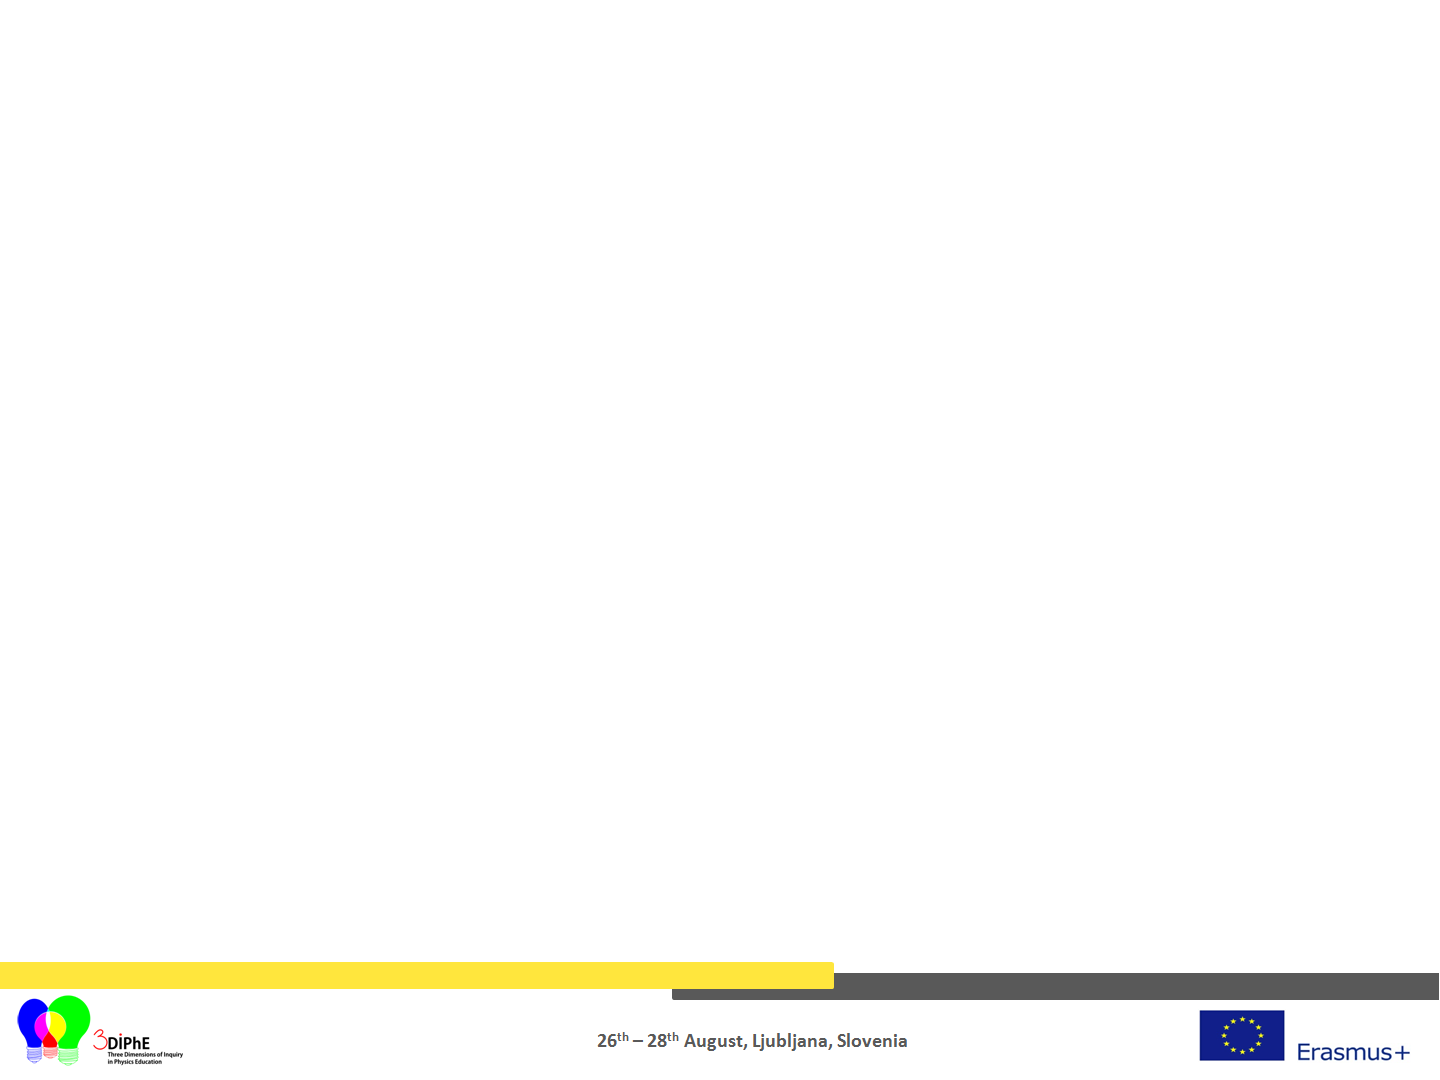 3DiPhE
Three Dimensions of Inquiry
in Physics Education
26th – 28th August, Ljubljana, Slovenia
Erasmus+